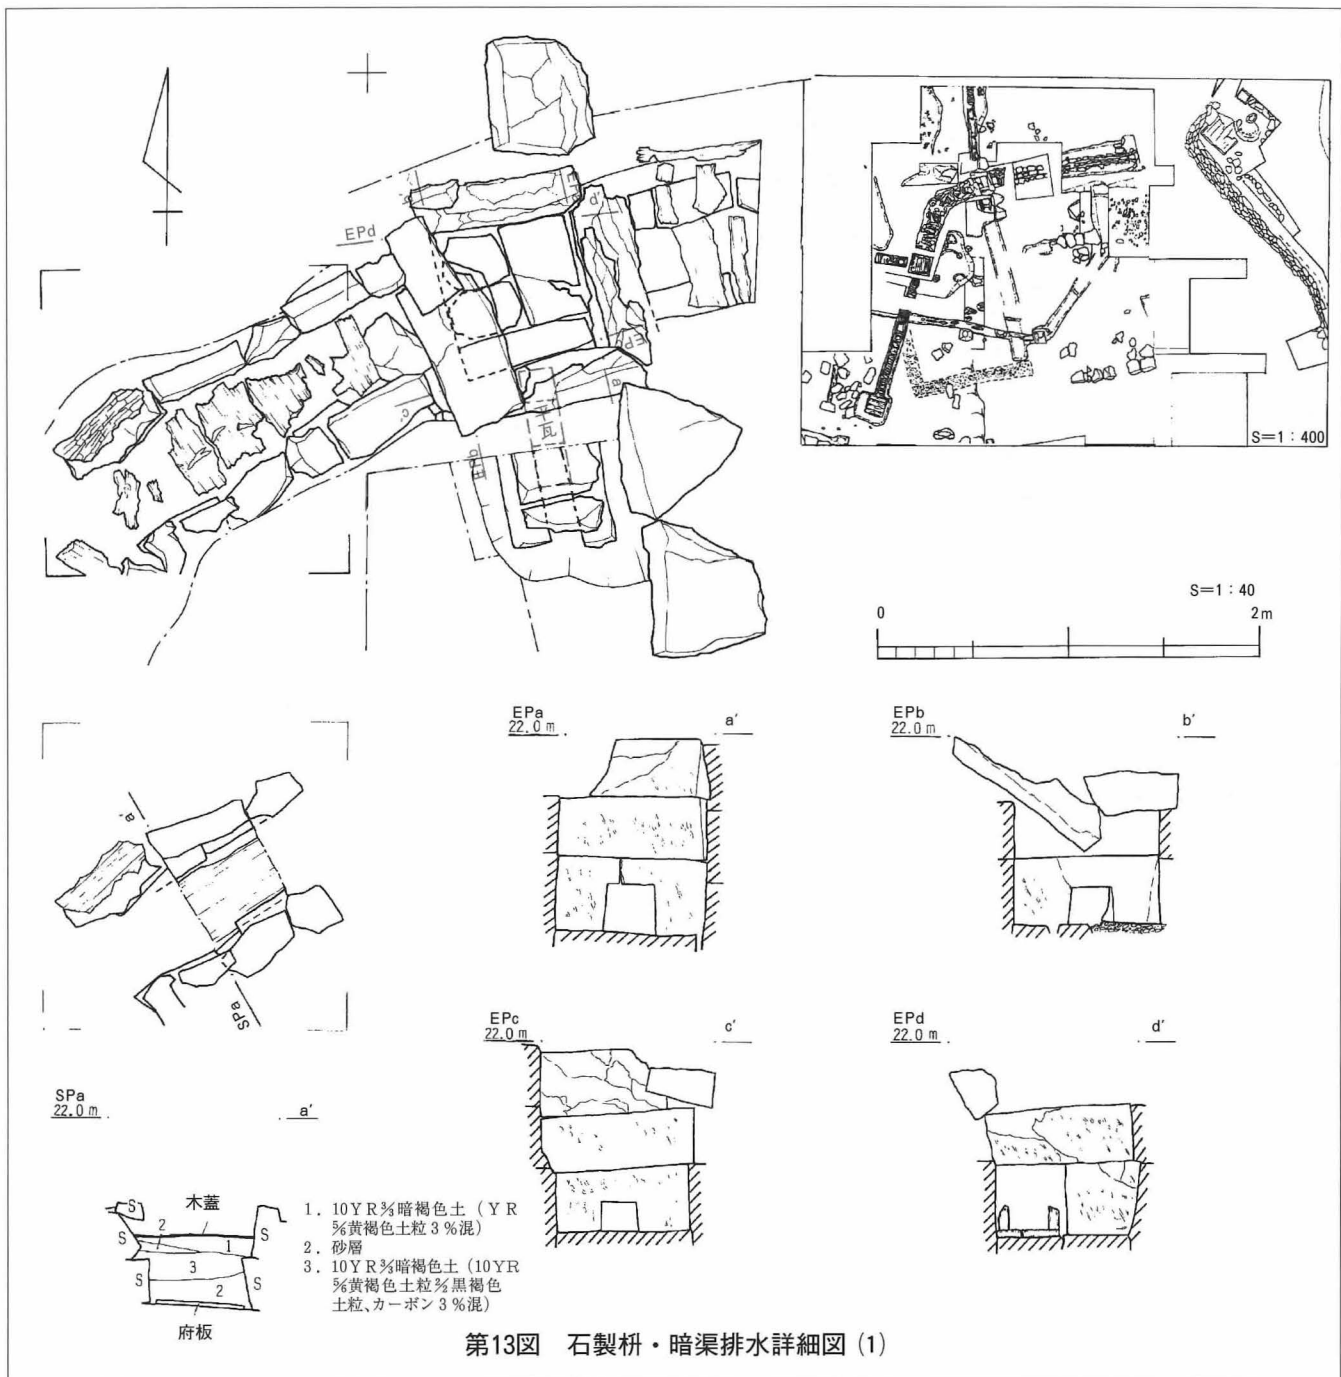 EPd
d'
EPc
a
平瓦
c'
EPb
S=1:400
S=1:40
0
2m
EPa
22.0m
a'
EPb
22.0m
b'
a'
SPa
EPc
22.0m
c'
EPd
22.0m
d'
SPa
22.0m
a'
木蓋
S
2
S
S
1
3
S
2
S
府板
1. 10YR3/3暗褐色土(YR
5/6黄褐色土粒3%混)
2. 砂層
3. 10YR3/3暗褐色土(10YR
5/6黄褐色土粒2/2黒褐色
土粒、カーボン3%混)
第13図 石製枡・暗渠排水詳細図(1)